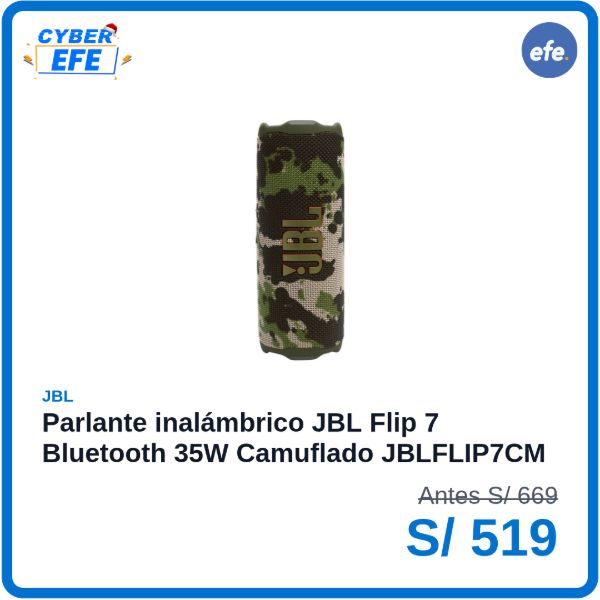 CYBER
EFE
efe.
JBL
JBL
Parlante inalámbrico JBL Flip 7
Bluetooth 35W Camuflado JBLFLIP7CM
Antes S/ 669
S/ 519